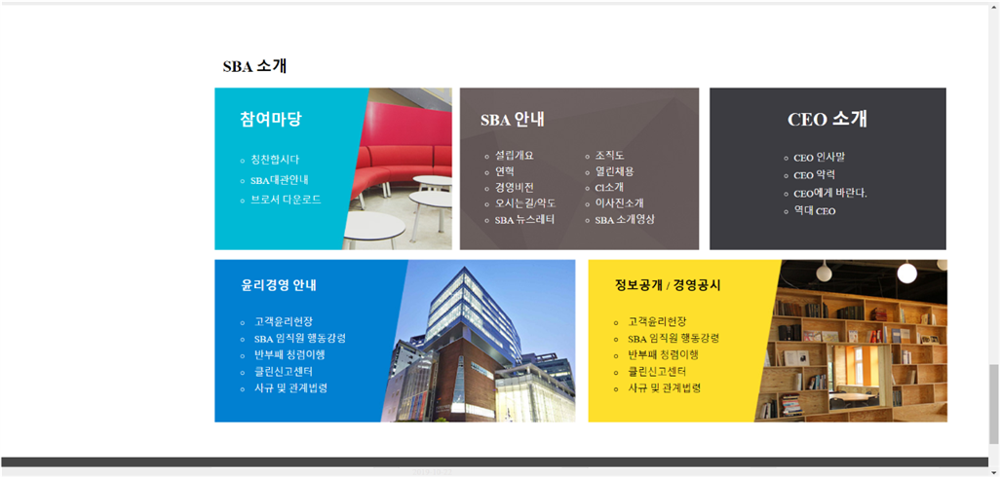 SBA 소개
참여마당
칭찬합시다
SBA대관안내
브로셔 다운로드
SBA 안내
설립개요
연혁
경영비전
오시는길/약도
SBA 뉴스레터
조직도
열린채용
CI소개
이사진소개
SBA 소개영상
CEO 소개
CEO 인사말
CEO 약력
CEO에게 바란다.
역대 CEO
윤리경영 안내
고객윤리헌장
SBA 임직원 행동강령
반부패 청렴이행
클린신고센터
사규 및 관계법령
정보공개 / 경영공시
고객윤리헌장
SBA 임직원 행동강령
반부패 청렴이행
클린신고센터
사규 및 관계법령